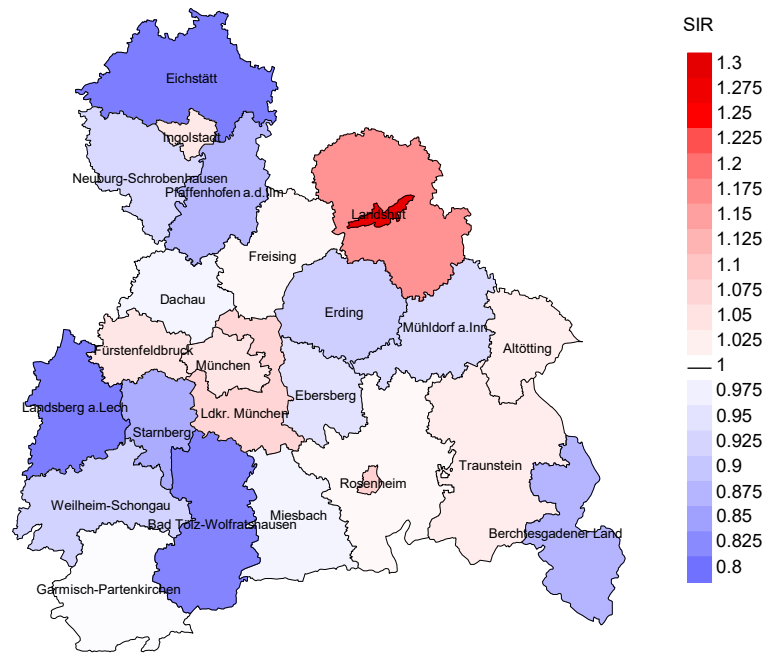 SIR
1.3
1.275
1.25
1.225
1.2
1.175
1.15
1.125
1.1
1.075
1.05
1.025
1
0.975
0.95
0.925
0.9
0.875
0.85
0.825
0.8
Eichstätt
Ingolstadt
Neuburg-Schrobenhausen
Pfaffenhofen a.d.Ilm
Landshut
Freising
Dachau
Erding
Mühldorf a.Inn
Altötting
Fürstenfeldbruck
München
Ebersberg
Landsberg a.Lech
Ldkr. München
Starnberg
Traunstein
Rosenheim
Weilheim-Schongau
Miesbach
Bad Tölz-Wolfratshausen
Berchtesgadener Land
Garmisch-Partenkirchen